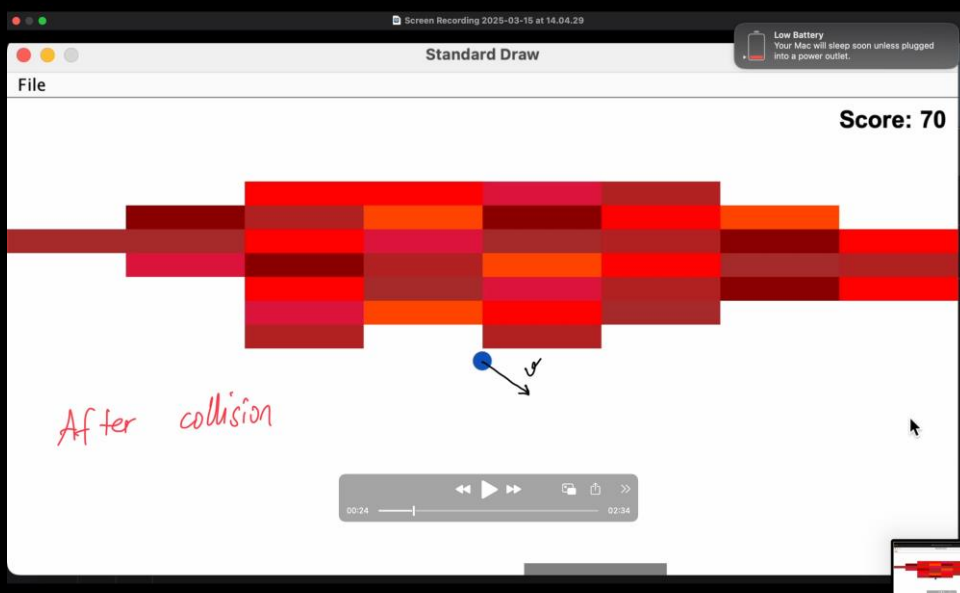 Screen Recording 2025-03-15 at 14.04.29
Low Battery
Your Mac will sleep soon unless plugged
into a power outlet.
Standard Draw
File
Score: 70
After collision
00:24
02:34